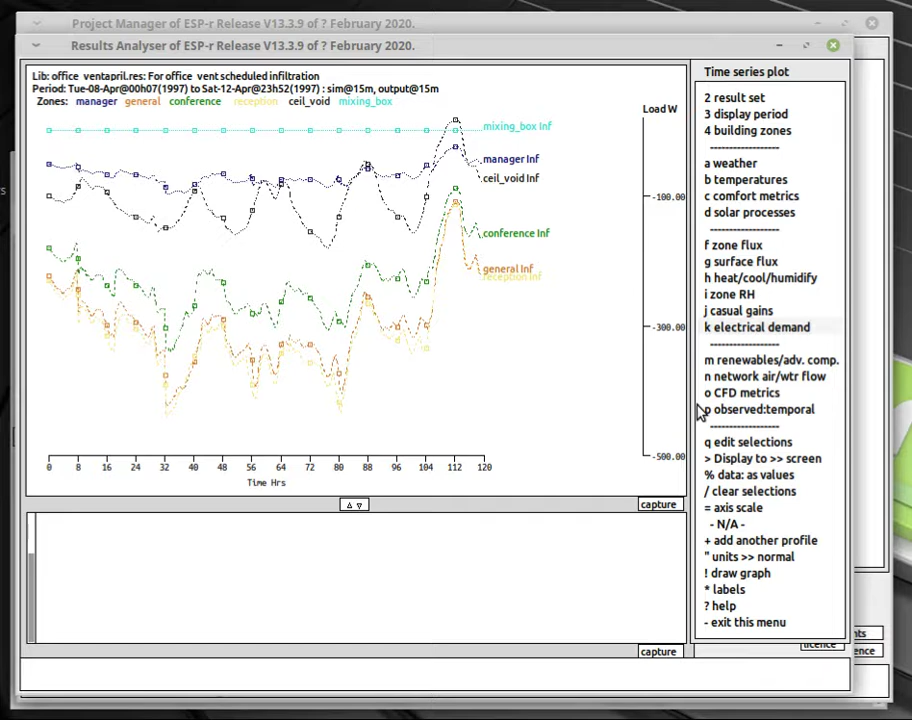 Project Manager of ESP-r Release V13.3.9 of ? February 2020.
Results Analyser of ESP-r Release V13.3.9 of ? February 2020.
Lib: office_ventapril.res: For office_vent scheduled infiltration
Period: Tue-08-Apr@00h07(1997) to Sat-12-Apr@23h52(1997) : sim@15m, output@15m
Zones: manager general conference reception ceil_void mixing_box
Load W
mixing_box Inf
manager Inf
ceil_void Inf
-100.00
conference Inf
general Inf
reception Inf
-300.00
-500.00
0 8 16 24 32 40 48 56 64 72 80 88 96 104 112 120
Time Hrs
capture
capture
Time series plot
2 result set
3 display period
4 building zones
-----------------
a weather
b temperatures
c comfort metrics
d solar processes
-----------------
f zone flux
g surface flux
h heat/cool/humidify
i zone RH
j casual gains
k electrical demand
-----------------
m renewables/adv. comp.
n network air/wtr flow
o CFD metrics
p observed:temporal
-----------------
q edit selections
> Display to >> screen
% data: as values
/ clear selections
= axis scale
- N/A -
+ add another profile
" units >> normal
! draw graph
* labels
? help
- exit this menu
licence
nts
ence